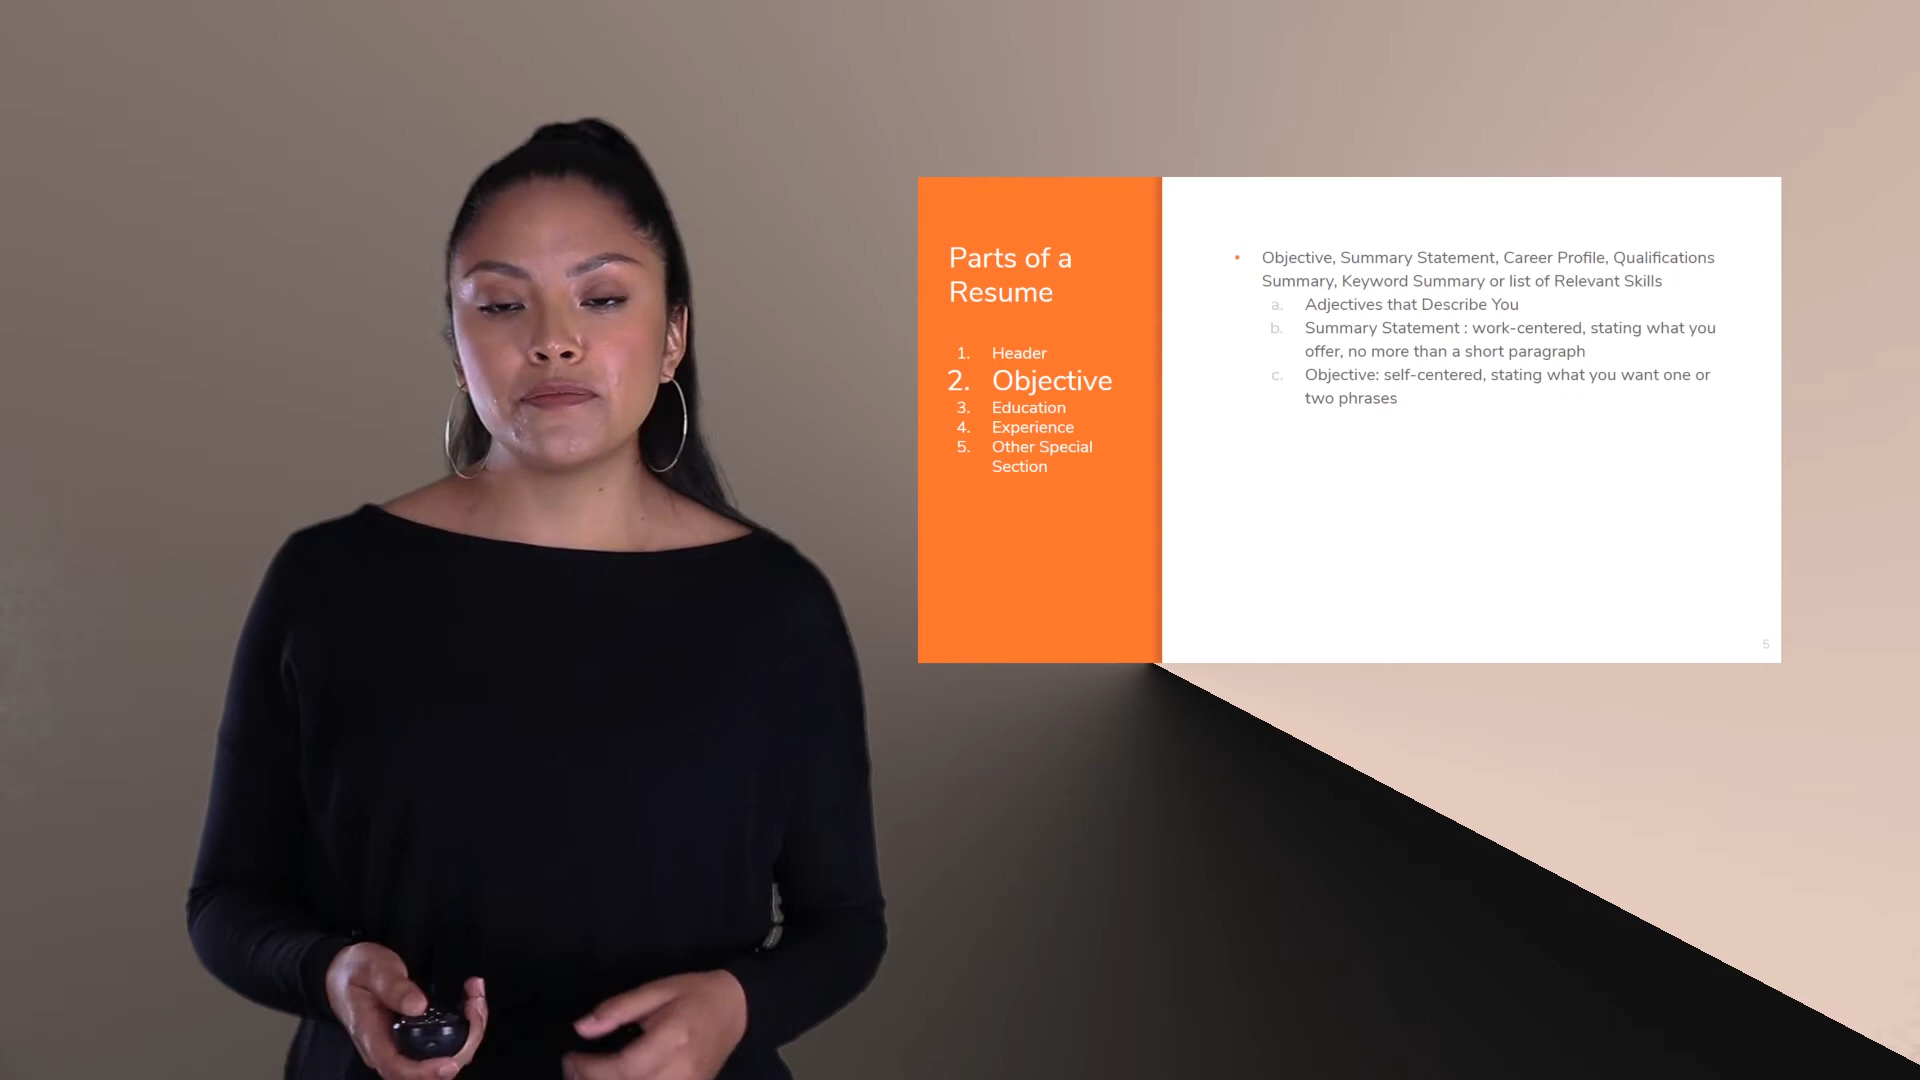 Parts of a
Resume
1. Header
2. Objective
3. Education
4. Experience
5. Other Special
Section
▪ Objective, Summary Statement, Career Profile, Qualifications
Summary, Keyword Summary or list of Relevant Skills
a. Adjectives that Describe You
b. Summary Statement : work-centered, stating what you
offer, no more than a short paragraph
c. Objective: self-centered, stating what you want one or
two phrases
5